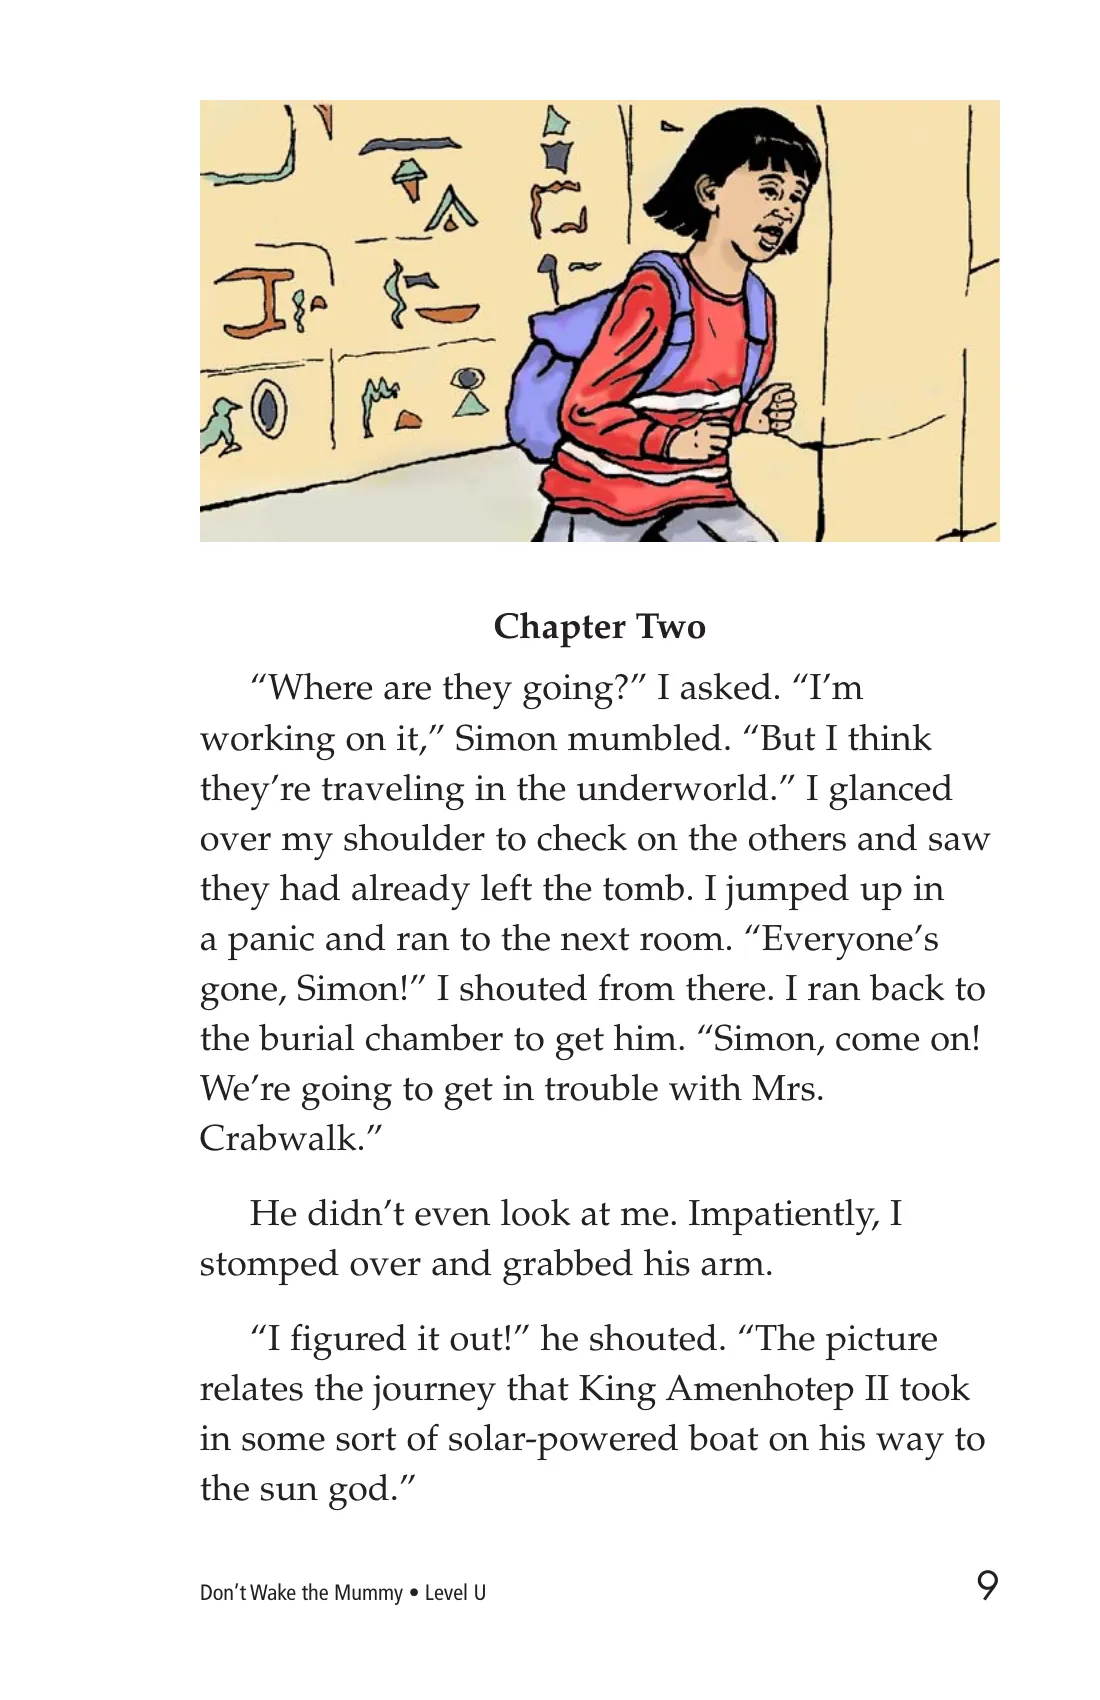 Chapter Two
“Where are they going?” I asked. “I’m
working on it,” Simon mumbled. “But I think
they’re traveling in the underworld.” I glanced
over my shoulder to check on the others and saw
they had already left the tomb. I jumped up in
a panic and ran to the next room. “Everyone’s
gone, Simon!” I shouted from there. I ran back to
the burial chamber to get him. “Simon, come on!
We’re going to get in trouble with Mrs.
Crabwalk.”
He didn’t even look at me. Impatiently, I
stomped over and grabbed his arm.
“I figured it out!” he shouted. “The picture
relates the journey that King Amenhotep II took
in some sort of solar-powered boat on his way to
the sun god.”
Don’t Wake the Mummy • Level U
9